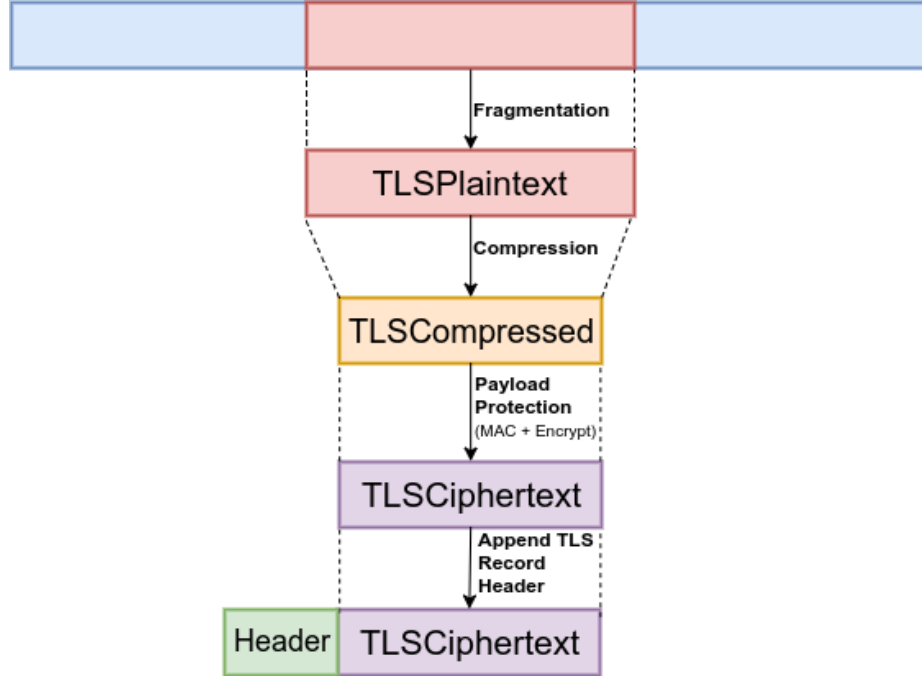 Fragmentation
TLSPlaintext
Compression
TLSCompressed
Payload
Protection
(MAC + Encrypt)
TLSCiphertext
Append TLS
Record
Header
Header TLSCiphertext